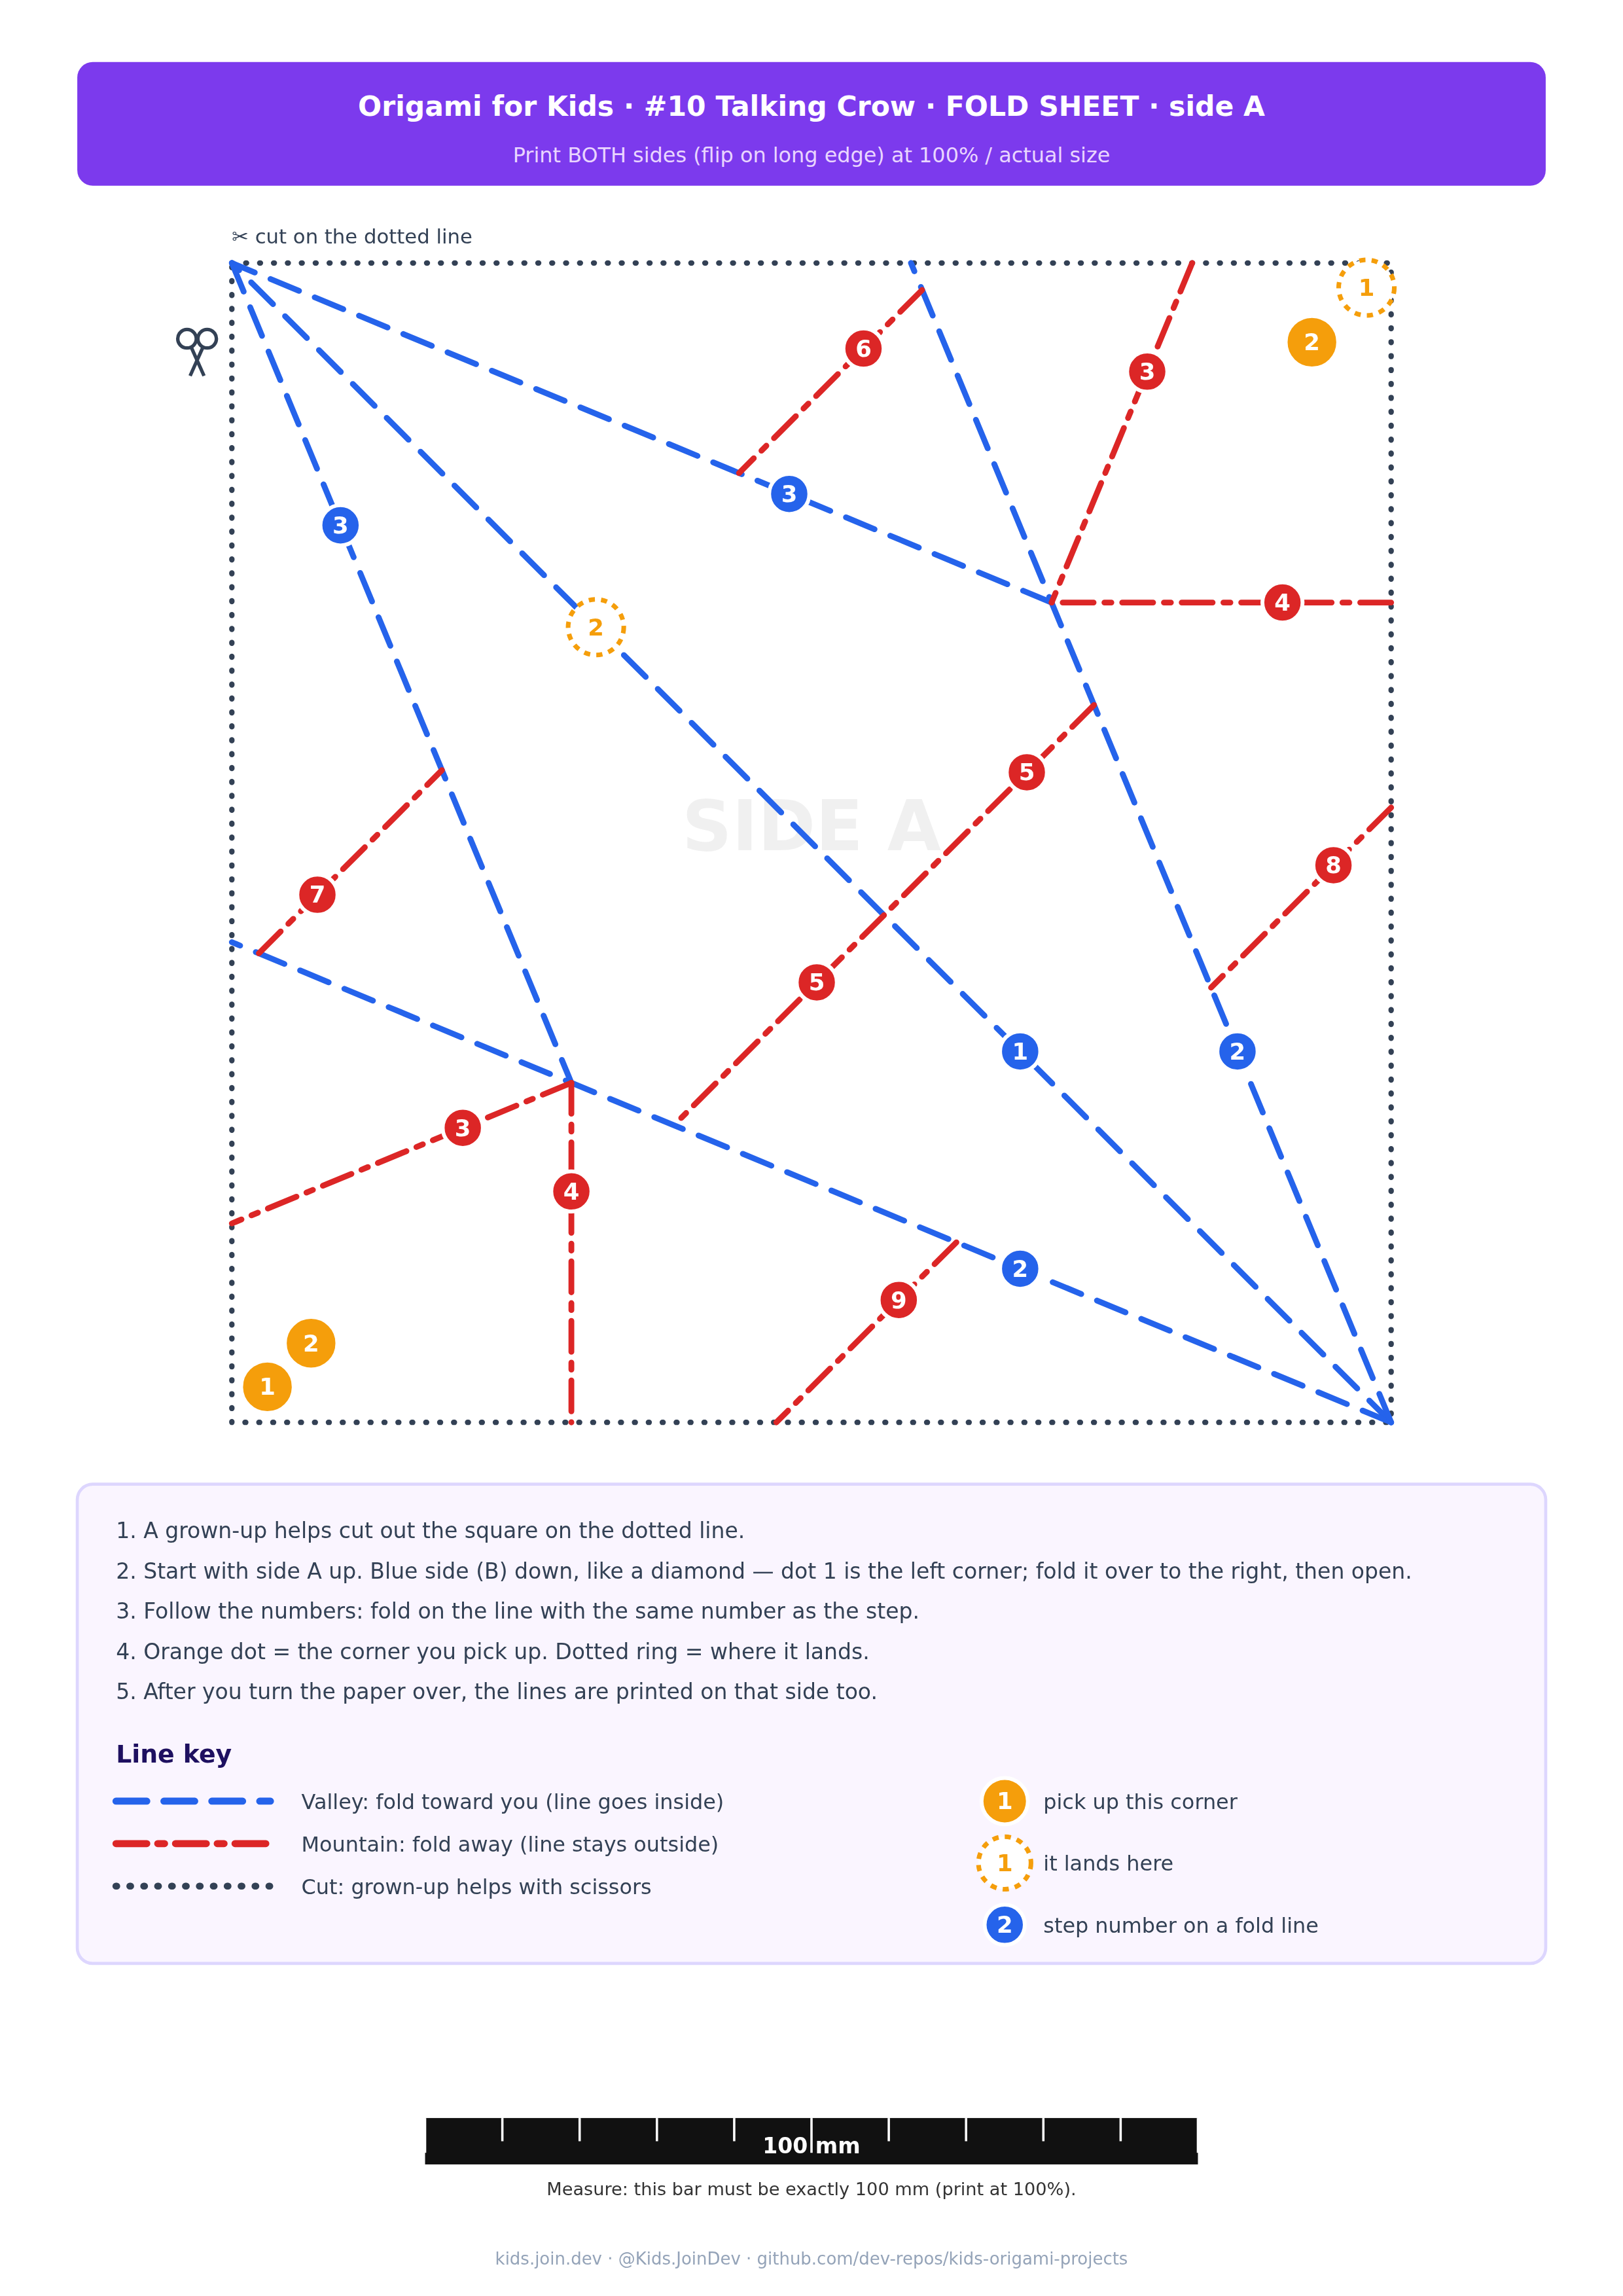 Origami for Kids · #10 Talking Crow · FOLD SHEET · side A
Print BOTH sides (flip on long edge) at 100% / actual size
✂ cut on the dotted line
1
2
6
3
3
3
4
2
5
SIDE A
8
7
5
1
2
3
4
2
9
2
1
1. A grown-up helps cut out the square on the dotted line.
2. Start with side A up. Blue side (B) down, like a diamond — dot 1 is the left corner; fold it over to the right, then open.
3. Follow the numbers: fold on the line with the same number as the step.
4. Orange dot = the corner you pick up. Dotted ring = where it lands.
5. After you turn the paper over, the lines are printed on that side too.
Line key
Valley: fold toward you (line goes inside)
1 pick up this corner
Mountain: fold away (line stays outside)
1 it lands here
Cut: grown-up helps with scissors
2 step number on a fold line
100 mm
Measure: this bar must be exactly 100 mm (print at 100%).
kids.join.dev · @Kids.JoinDev · github.com/dev-repos/kids-origami-projects